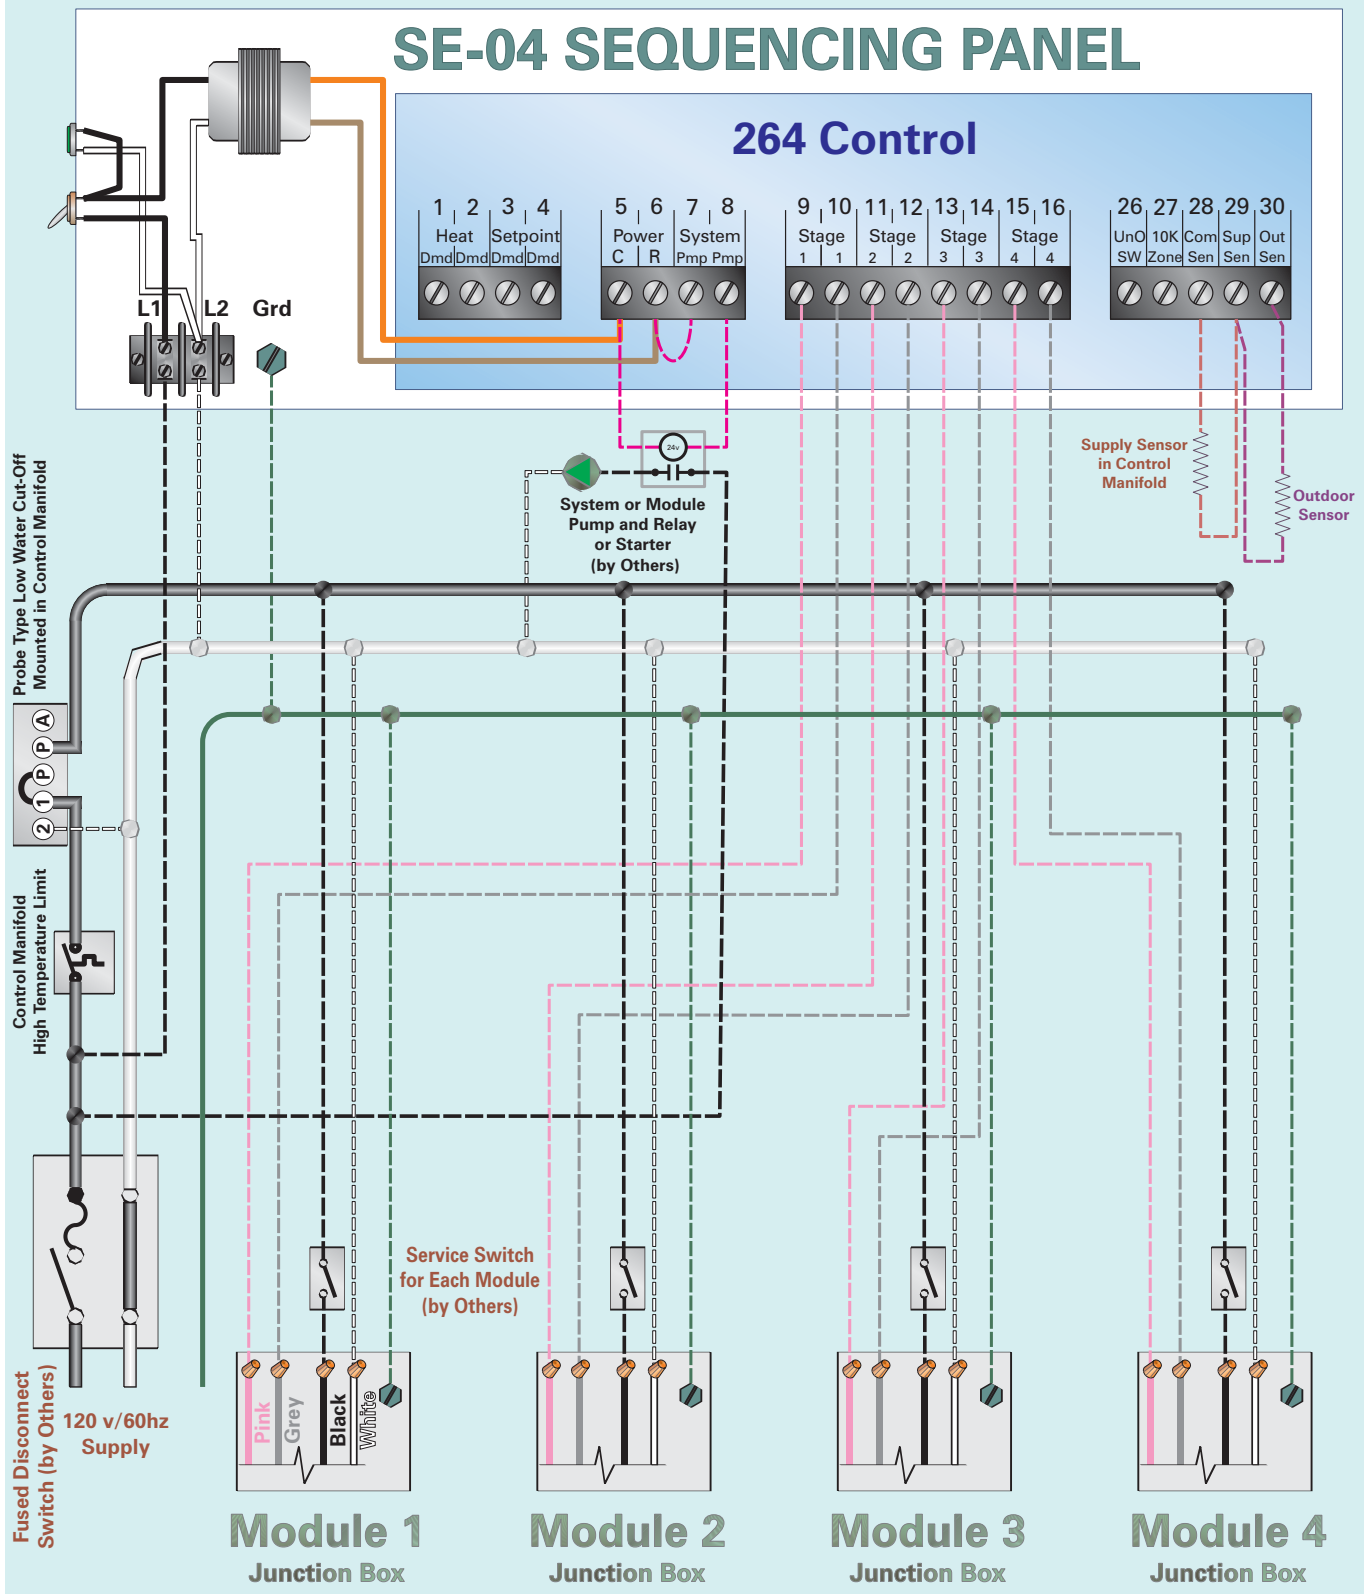 SE-04 SEQUENCING PANEL
264 Control
1 2 3 4
Heat Setpoint
Dmd Dmd Dmd Dmd
5 6 7 8
Power System
C R Pmp Pmp
9 10 11 12 13 14 15 16
Stage Stage Stage Stage
1 1 2 2 3 3 4 4
26 27 28 29 30
UnO 10K Com Sup Out
SW Zone Sen Sen Sen
L1 L2 Grd
24v
System or Module
Pump and Relay
or Starter
(by Others)
Supply Sensor
in Control
Manifold
Outdoor
Sensor
Probe Type Low Water Cut-Off
Mounted in Control Manifold
A
P
P
1
2
Control Manifold
High Temperature Limit
Service Switch
for Each Module
(by Others)
Fused Disconnect
Switch (by Others)
120 v/60hz
Supply
Pink
Grey
Black
White
Module 1
Junction Box
Module 2
Junction Box
Module 3
Junction Box
Module 4
Junction Box